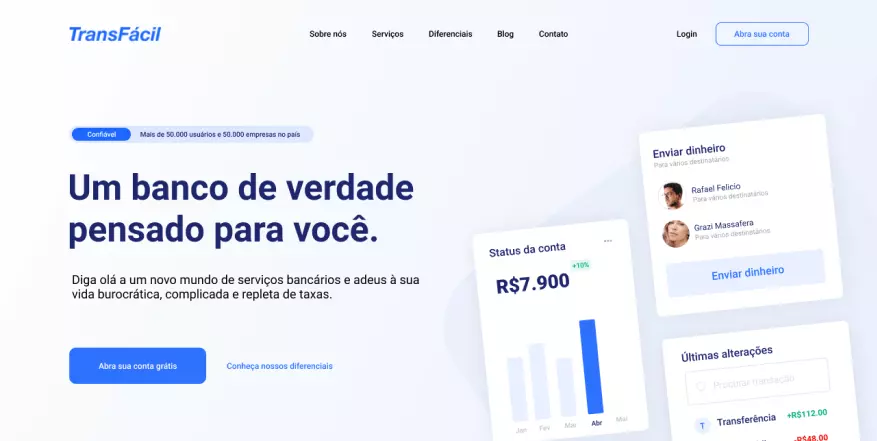 TransFácil
Sobre nós
Serviços
Diferenciais
Blog
Contato
Login
Abra sua conta
Confiável
Mais de 50.000 usuários e 50.000 empresas no país
Um banco de verdade
pensado para você.
Diga olá a um novo mundo de serviços bancários e adeus à sua
vida burocrática, complicada e repleta de taxas.
Abra sua conta grátis
Conheça nossos diferenciais
Status da conta
+10%
R$7.900
Jan
Fev
Mar
Abr
Mai
Enviar dinheiro
Para vários destinatários
Rafael Felicio
Para vários destinatários
Grazi Massafera
Para vários destinatários
Enviar dinheiro
Últimas alterações
Procurar
T
Transferência
+R$112.00
-R$48.00